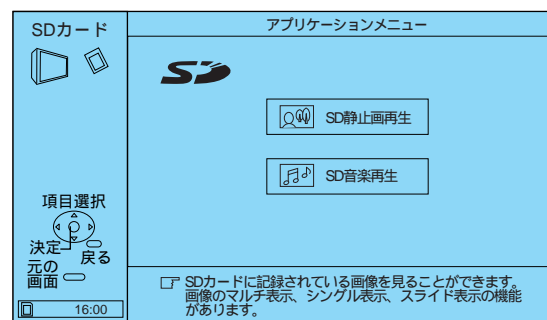 SDカード
アプリケーションメニュー
SD
SD静止画再生
SD音楽再生
項目選択
決定
戻る
元の
画面
16:00
SDカードに記録されている画像を見ることができます。
画像のマルチ表示、シングル表示、スライド表示の機能
があります。